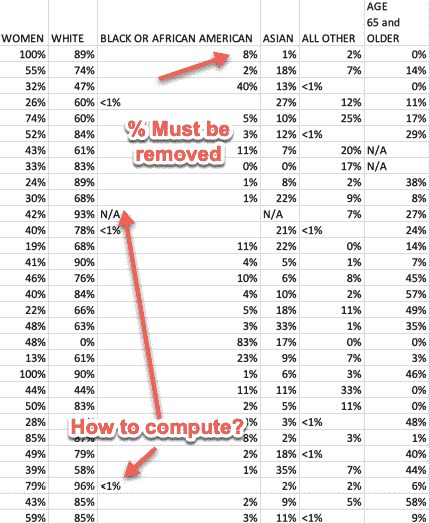 AGE
65 and
WOMEN WHITE BLACK OR AFRICAN AMERICAN ASIAN ALL OTHER OLDER
100% 89% 8% 1% 2% 0%
55% 74% 2% 18% 7% 14%
32% 47% 40% 13% <1% 0%
26% 60% <1% 27% 12% 11%
74% 60% 5% 10% 25% 17%
52% 84% 3% 12% <1% 29%
43% 61% 11% 7% 20% N/A
33% 83% 0% 0% 17% N/A
24% 89% 1% 8% 2% 38%
30% 68% 1% 22% 9% 8%
42% 93% N/A N/A 7% 27%
40% 78% <1% 21% <1% 24%
19% 68% 11% 22% 0% 14%
41% 90% 4% 5% 1% 7%
46% 76% 10% 6% 8% 45%
40% 84% 4% 10% 2% 57%
22% 66% 5% 18% 11% 49%
48% 63% 3% 33% 1% 35%
48% 0% 83% 17% 0% 0%
13% 61% 23% 9% 7% 3%
100% 90% 1% 6% 3% 46%
44% 44% 11% 11% 33% 0%
50% 83% 2% 5% 11% 0%
28% 3% <1% 48%
85% 8% 2% 3% 1%
49% 79% 2% 18% <1% 40%
39% 58% 1% 35% 7% 44%
79% 96% <1% 2% 2% 6%
43% 85% 2% 9% 5% 58%
59% 85% 3% 11% <1% 9%
% Must be
removed
How to compute?